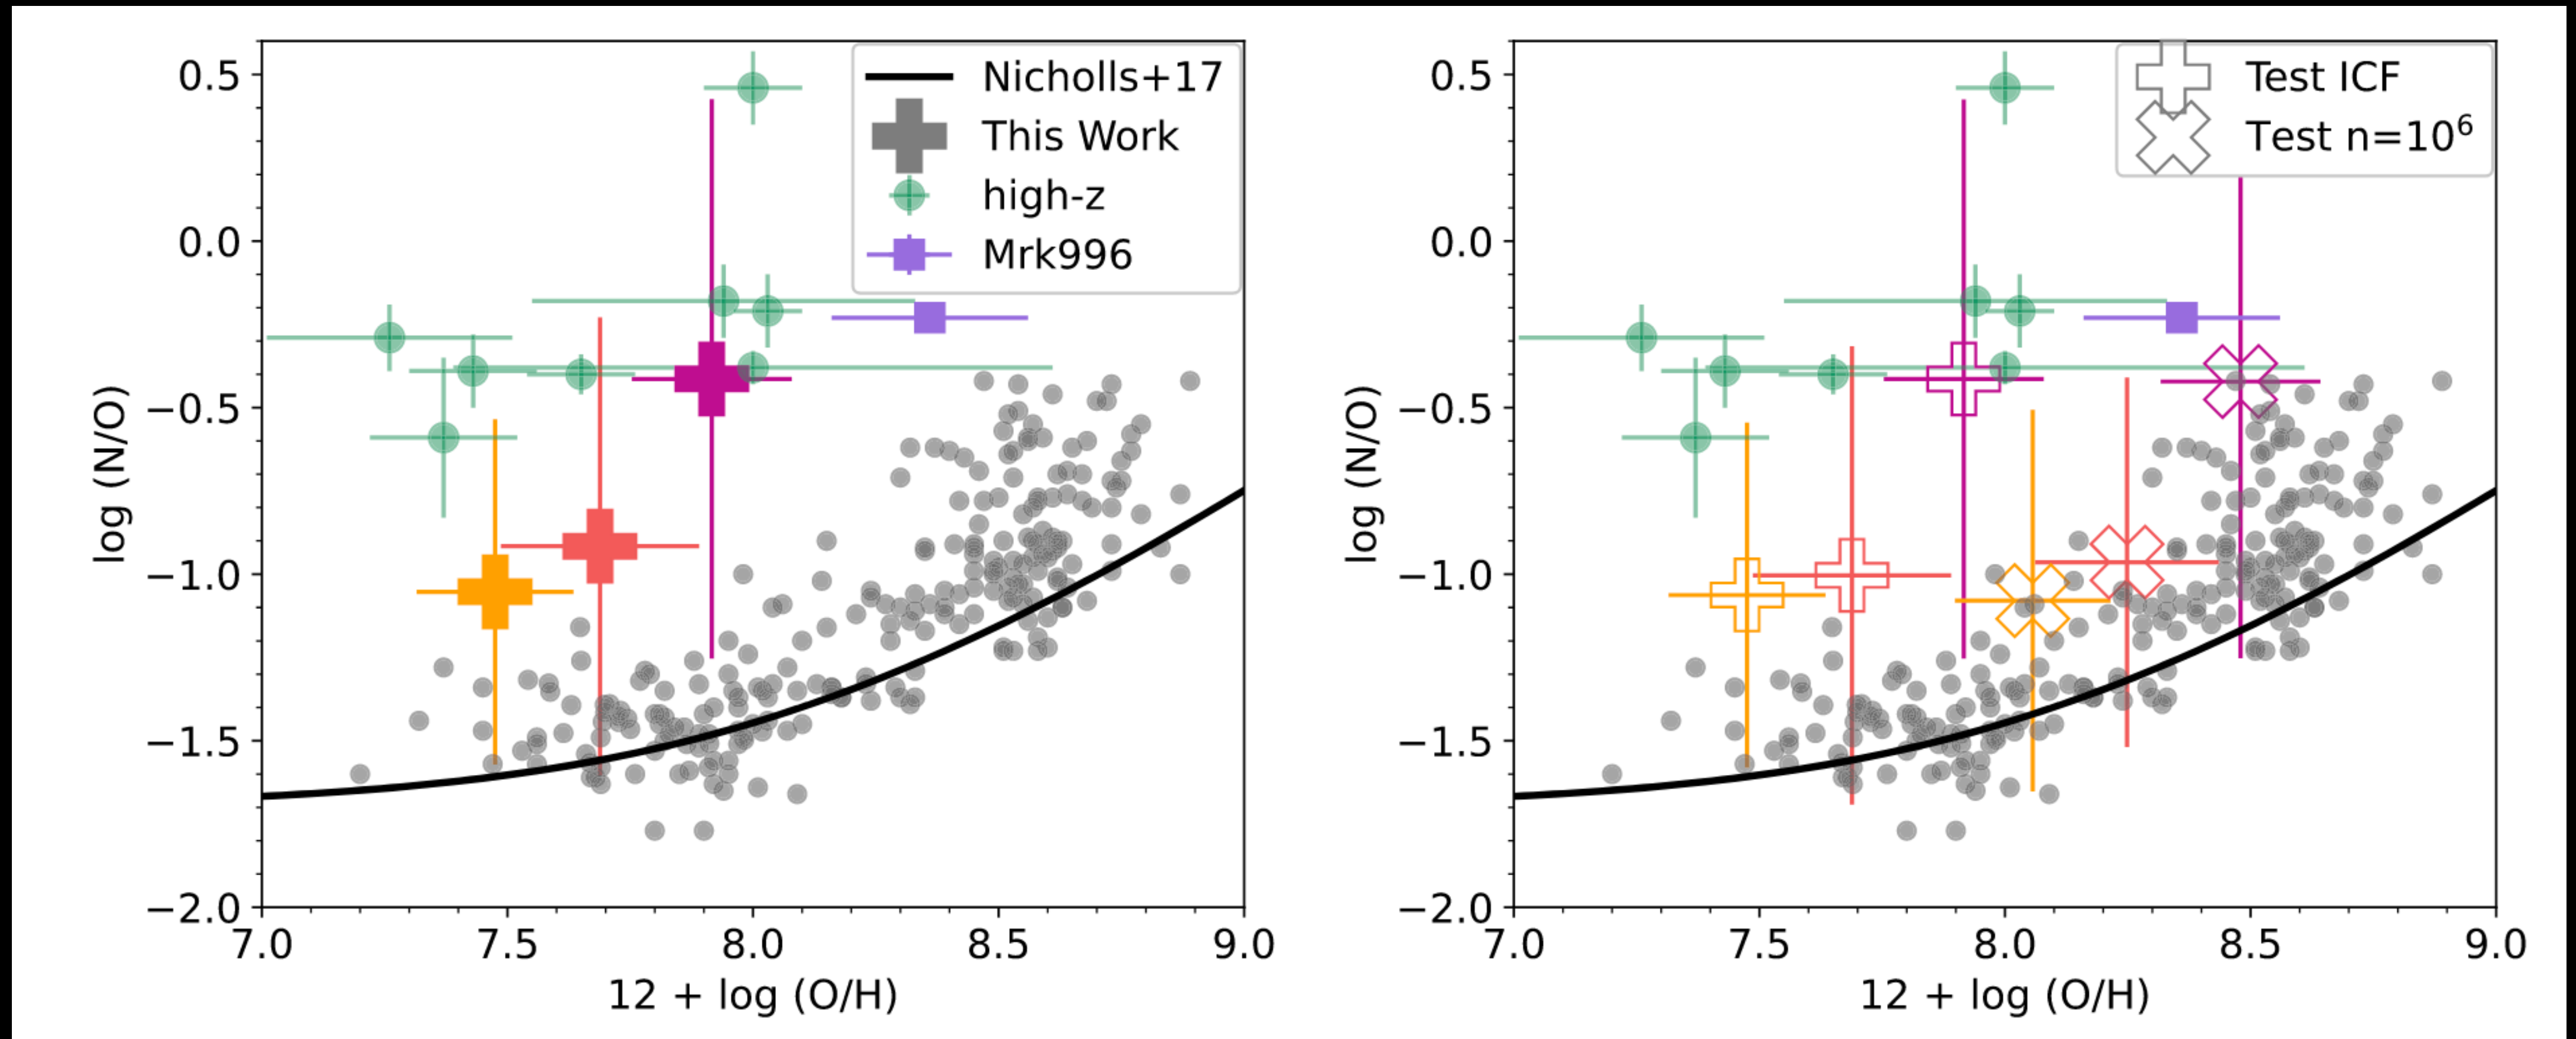 0.5
0.0
−0.5
−1.0
−1.5
−2.0
log (N/O)
7.0 7.5 8.0 8.5 9.0
12 + log (O/H)
Nicholls+17
This Work
high-z
Mrk996
0.5
0.0
−0.5
−1.0
−1.5
−2.0
log (N/O)
7.0 7.5 8.0 8.5 9.0
12 + log (O/H)
Test ICF
Test n=10⁶